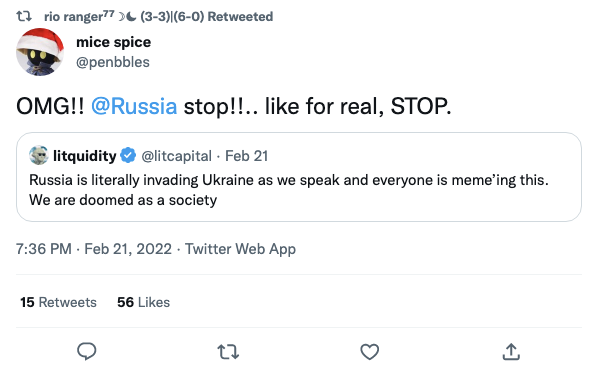 rio ranger⁷⁷☽☾ (3-3)|(6-0) Retweeted
mice spice
@penbbles
OMG!! @Russia stop!!.. like for real, STOP.
litquidity @litcapital · Feb 21
Russia is literally invading Ukraine as we speak and everyone is meme’ing this.
We are doomed as a society
7:36 PM · Feb 21, 2022 · Twitter Web App
15 Retweets 56 Likes